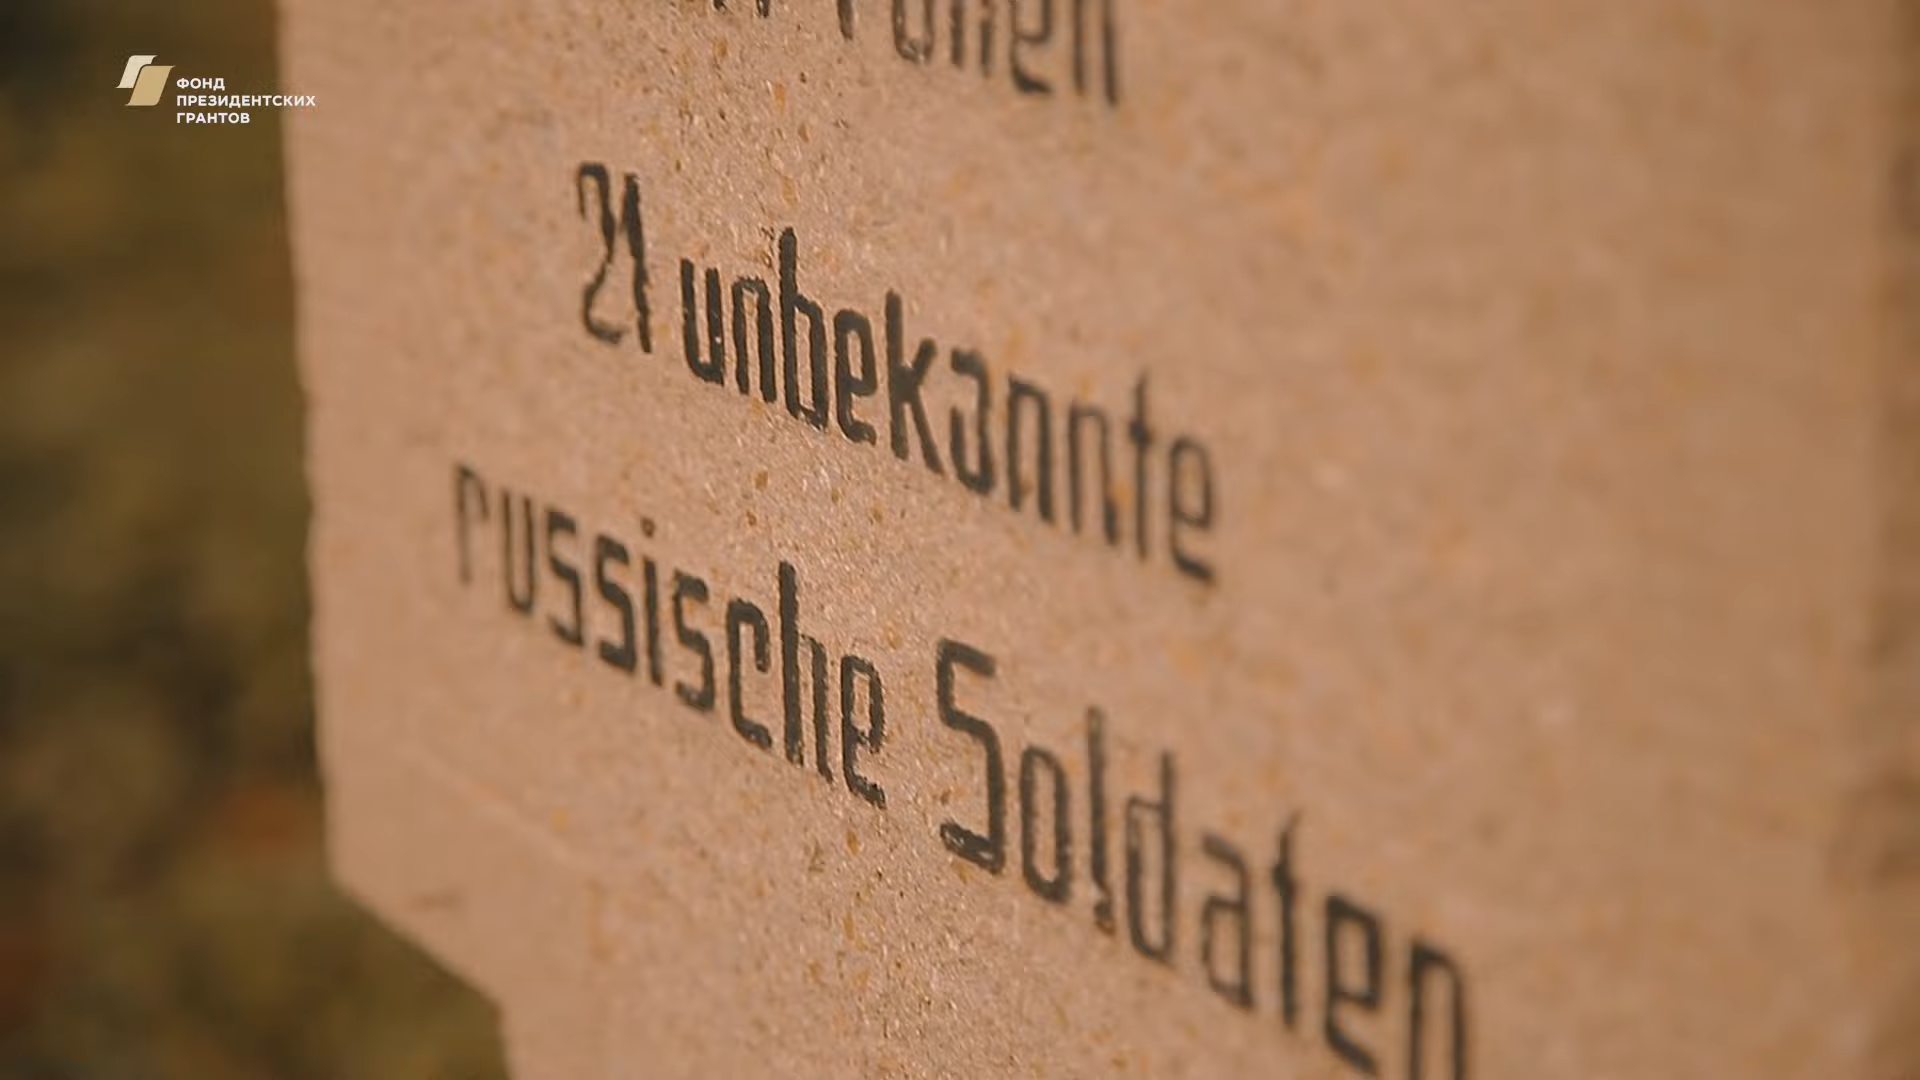 ФОНД
ПРЕЗИДЕНТСКИХ
ГРАНТОВ
21 unbekannte
russische Soldaten